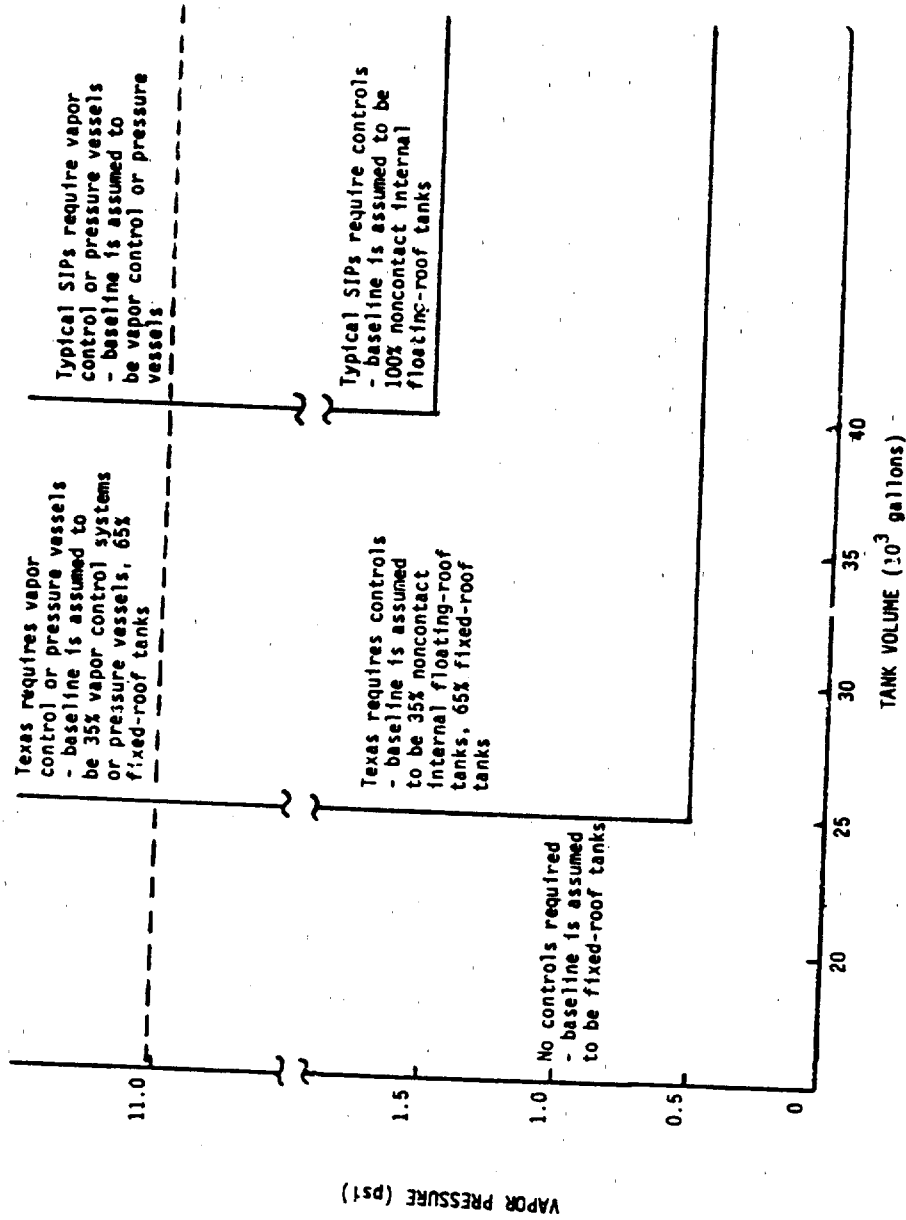 Texas requires vapor
control or pressure vessels
- baseline is assumed to
be 35% vapor control systems
or pressure vessels, 65%
fixed-roof tanks
Typical SIPs require vapor
control or pressure vessels
- baseline is assumed to
be vapor control or pressure
vessels
Texas requires controls
- baseline is assumed
to be 35% noncontact
internal floating-roof
tanks, 65% fixed-roof
tanks
Typical SIPs require controls
- baseline is assumed to be
100% noncontact internal
floating-roof tanks
No controls required
- baseline is assumed
to be fixed-roof tanks
VAPOR PRESSURE (psi)
11.0
1.5
1.0
0.5
0
20
25
30
35
40
TANK VOLUME (10³ gallons)